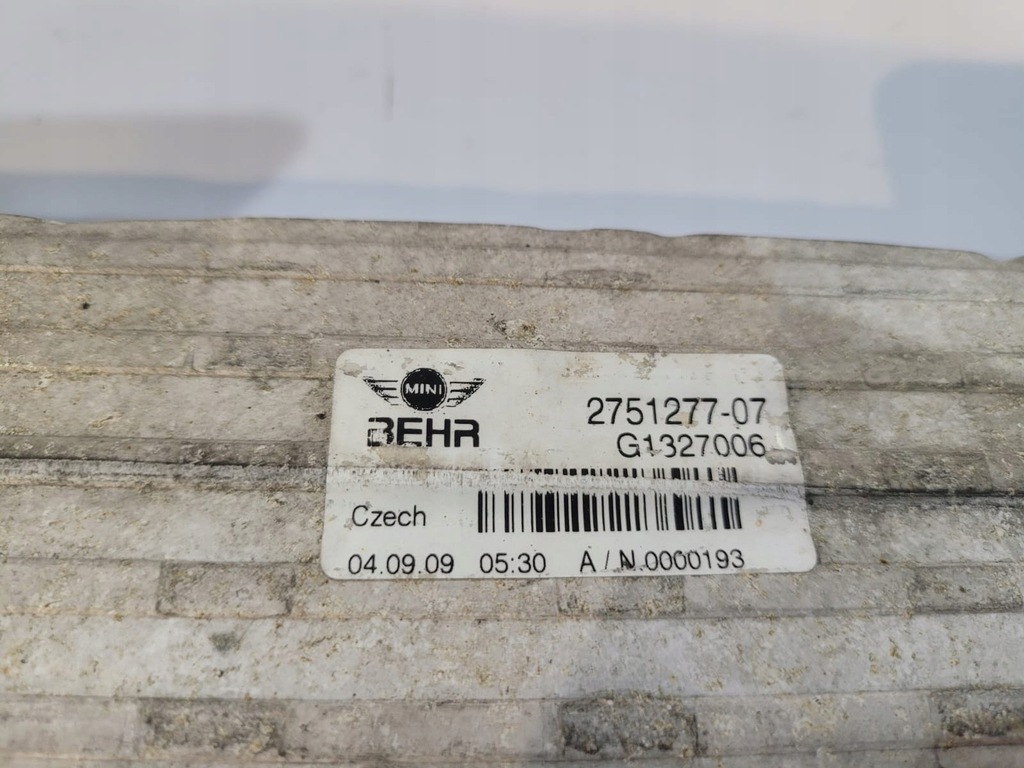 MINI
BEHR
2751277-07
G1327006
Czech
04.09.09 05:30 A/N.0000193